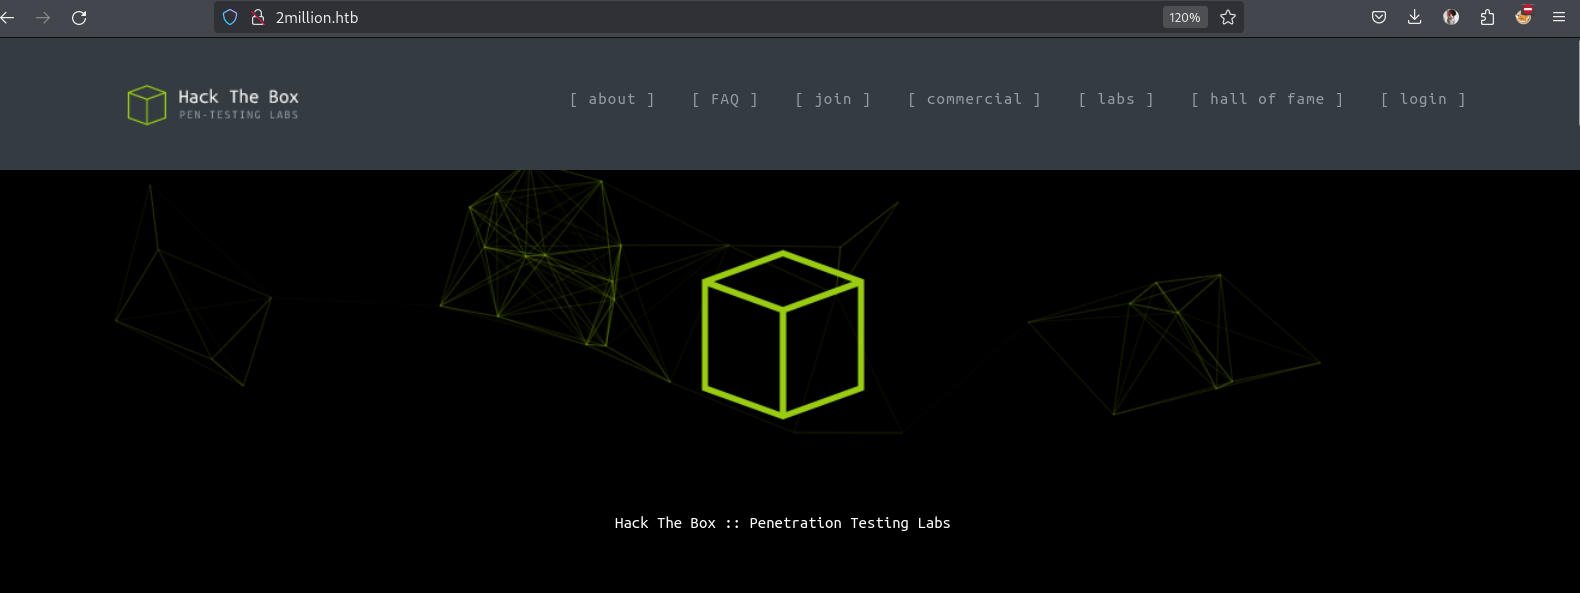 2million.htb
120%
Hack The Box
PEN-TESTING LABS
[ about ] [ FAQ ] [ join ] [ commercial ] [ labs ] [ hall of fame ] [ login ]
Hack The Box :: Penetration Testing Labs